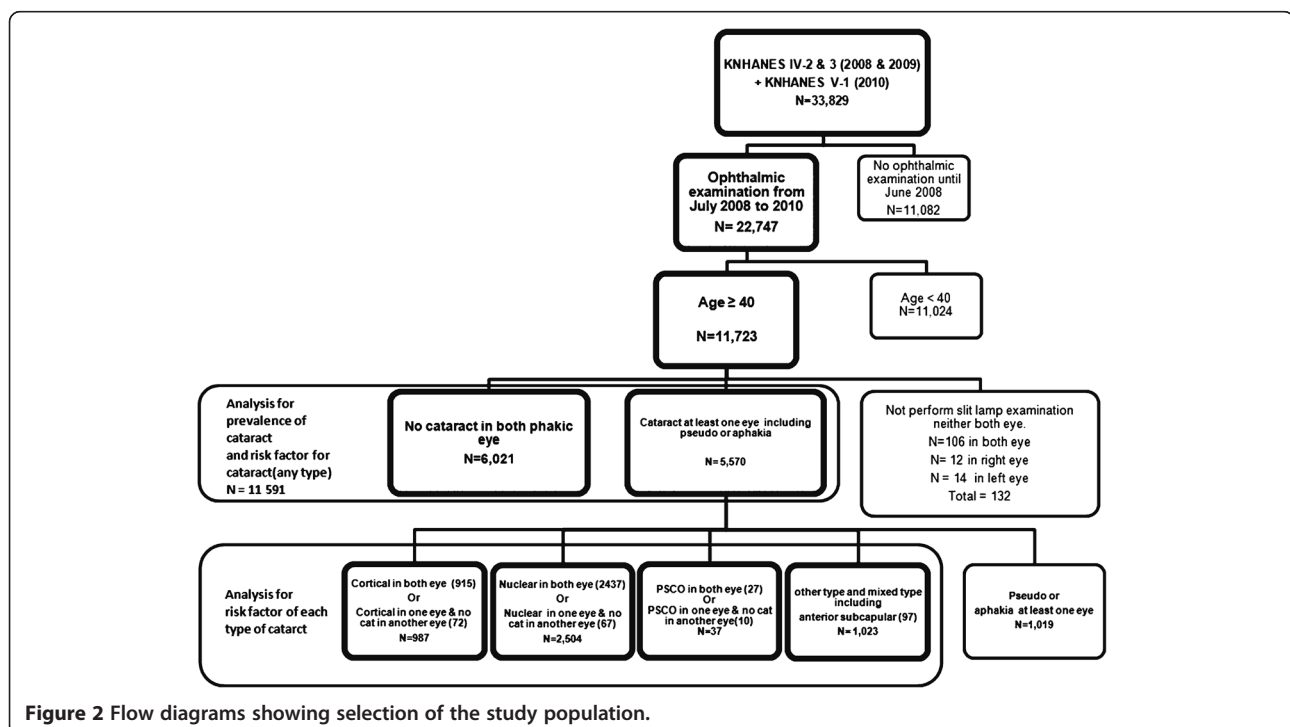 KNHANES IV-2 & 3 (2008 & 2009)
+ KNHANES V-1 (2010)
N=33,829
Ophthalmic
examination from
July 2008 to 2010
N= 22,747
No ophthalmic
examination until
June 2008
N=11,082
Age ≥ 40
N=11,723
Age < 40
N=11,024
Analysis for
prevalence of
cataract
and risk factor for
cataract(any type)
N = 11 591
No cataract in both phakic
eye
N=6,021
Cataract at least one eye including
pseudo or aphakia
N=5,570
Not perform slit lamp examination
neither both eye.
N=106 in both eye
N= 12 in right eye
N = 14 in left eye
Total = 132
Analysis for
risk factor of each
type of catarct
Cortical in both eye (915)
Or
Cortical in one eye & no
cat in another eye (72)
N=987
Nuclear in both eye (2437)
Or
Nuclear in one eye & no
cat in another eye (67)
N=2,504
PSCO in both eye (27)
Or
PSCO in one eye & no cat
in another eye(10)
N=37
other type and mixed type
including
anterior subcapular (97)
N=1,023
Pseudo or
aphakia at least one eye
N=1,019
Figure 2 Flow diagrams showing selection of the study population.